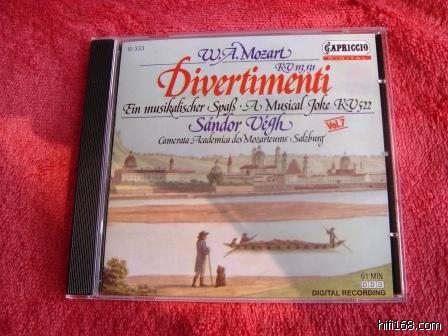 10 333
W.A.Mozart
CAPRICCIO
DIGITAL
KV 113,131
Divertimenti
Ein musikalischer Spaß · A Musical Joke KV 522
Sándor Végh
Vol. 7
Camerata Academica des Mozarteums · Salzburg
61 MIN
DDD
DIGITAL RECORDING
hifi168.com